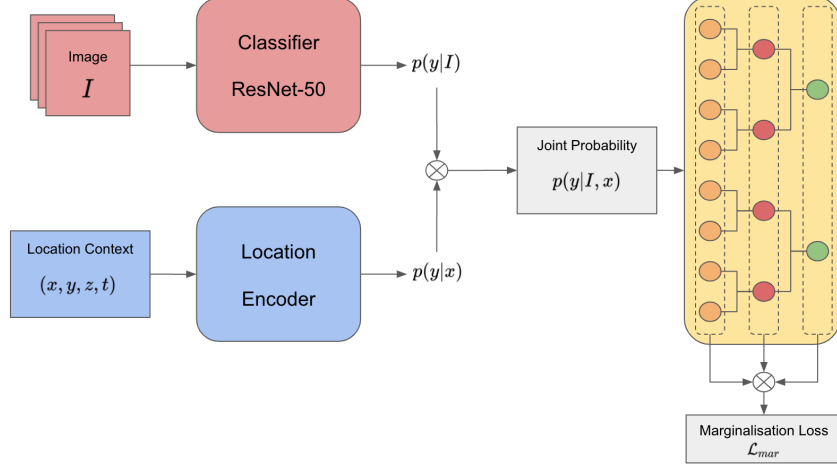 Image
I
Classifier
ResNet-50
p(y|I)
Joint Probability
p(y|I, x)
Location Context
(x, y, z, t)
Location
Encoder
p(y|x)
Marginalisation Loss
ℒ_mar